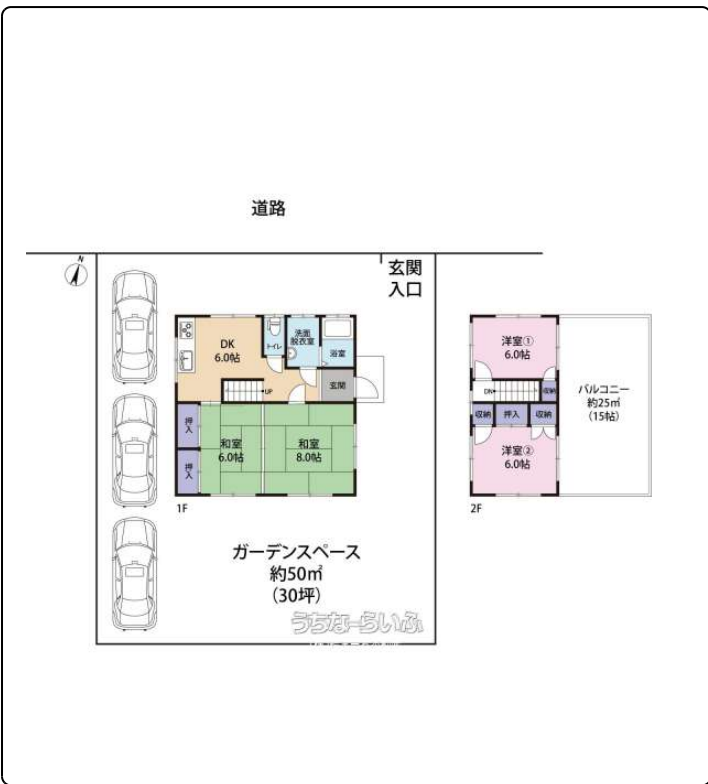 道路
N
玄関
入口
DK
6.0帖
トイレ
洗面
脱衣室
浴室
UP
玄関
押入
押入
和室
6.0帖
和室
8.0帖
1F
洋室①
6.0帖
DN
収納
収納
押入
収納
洋室②
6.0帖
2F
バルコニー
約25㎡
（15帖）
ガーデンスペース
約50㎡
（30坪）
うちなーらいふ